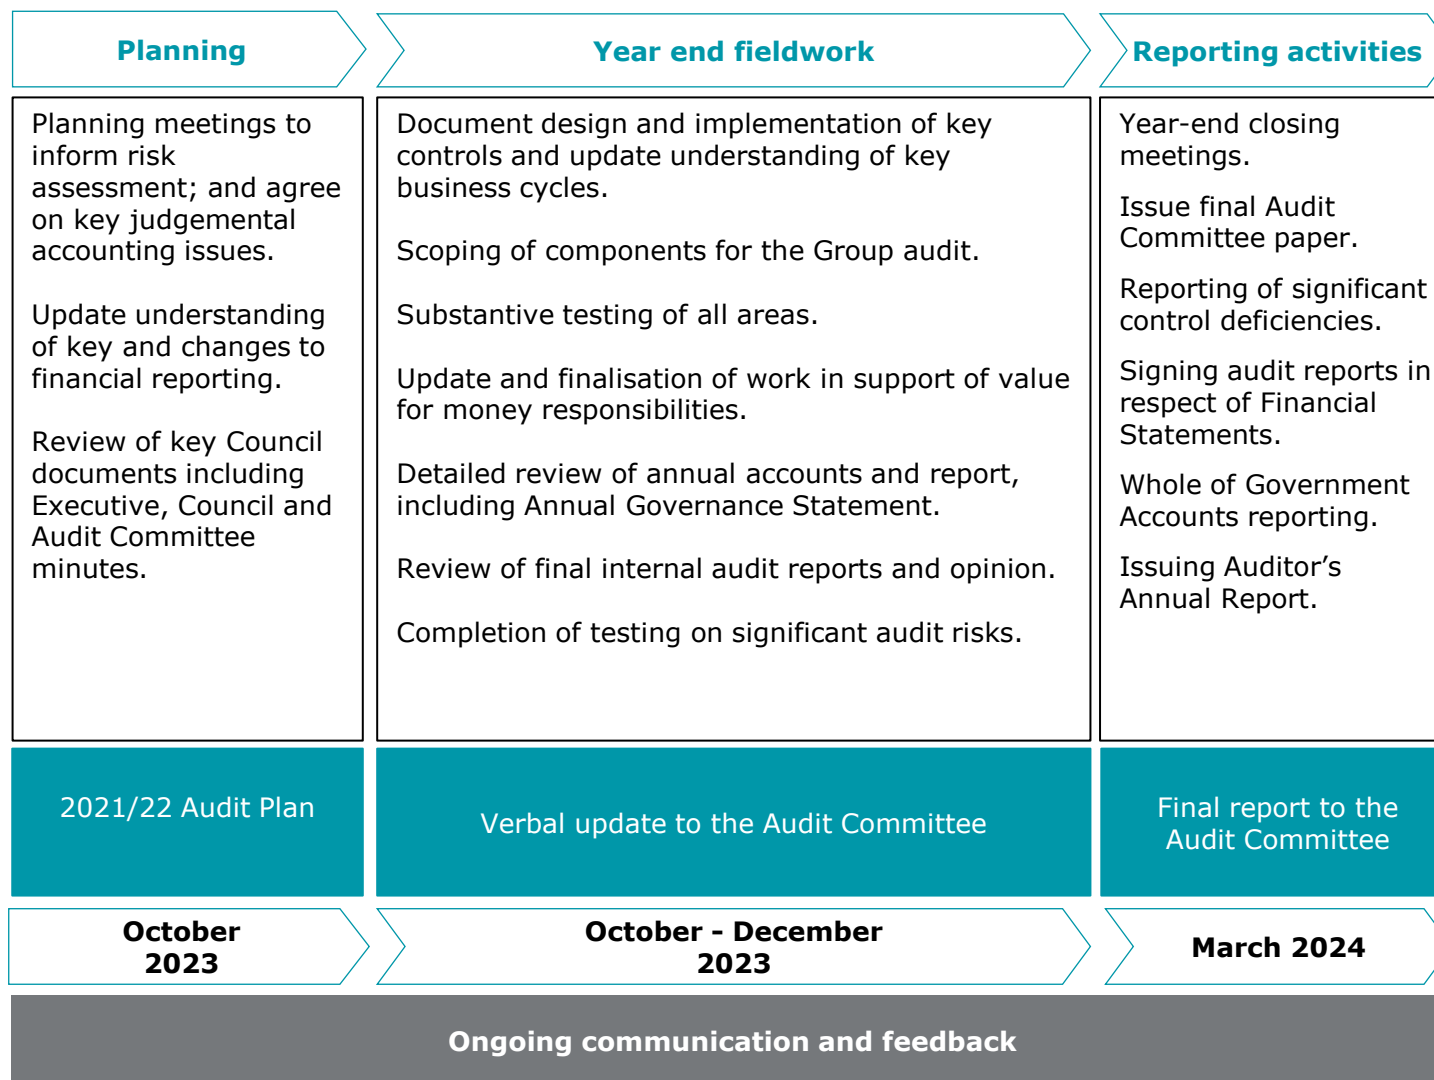 Planning
Year end fieldwork
Reporting activities
Planning meetings to
inform risk
assessment; and agree
on key judgemental
accounting issues.
Update understanding
of key and changes to
financial reporting.
Review of key Council
documents including
Executive, Council and
Audit Committee
minutes.
Document design and implementation of key
controls and update understanding of key
business cycles.
Scoping of components for the Group audit.
Substantive testing of all areas.
Update and finalisation of work in support of value
for money responsibilities.
Detailed review of annual accounts and report,
including Annual Governance Statement.
Review of final internal audit reports and opinion.
Completion of testing on significant audit risks.
Year-end closing
meetings.
Issue final Audit
Committee paper.
Reporting of significant
control deficiencies.
Signing audit reports in
respect of Financial
Statements.
Whole of Government
Accounts reporting.
Issuing Auditor’s
Annual Report.
2021/22 Audit Plan
Verbal update to the Audit Committee
Final report to the
Audit Committee
October
2023
October – December
2023
March 2024
Ongoing communication and feedback